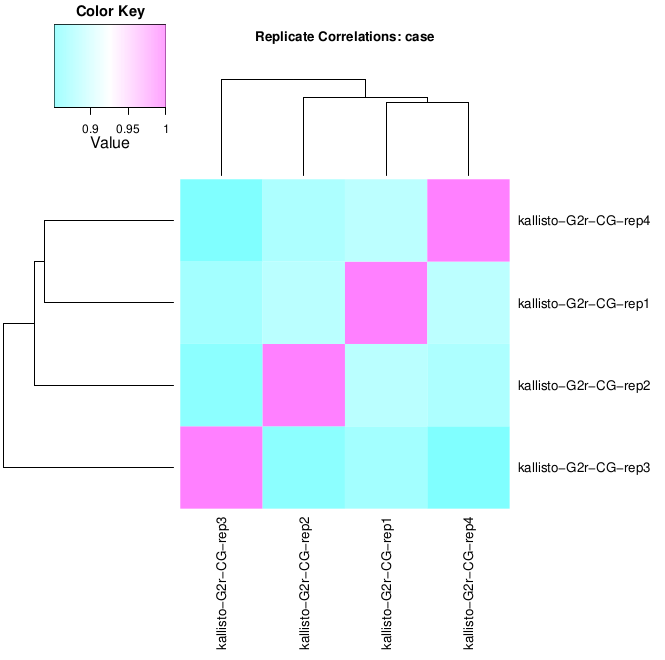 Color Key
Replicate Correlations: case
0.9 0.95 1
Value
kallisto−G2r−CG−rep4
kallisto−G2r−CG−rep1
kallisto−G2r−CG−rep2
kallisto−G2r−CG−rep3
kallisto−G2r−CG−rep3
kallisto−G2r−CG−rep2
kallisto−G2r−CG−rep1
kallisto−G2r−CG−rep4